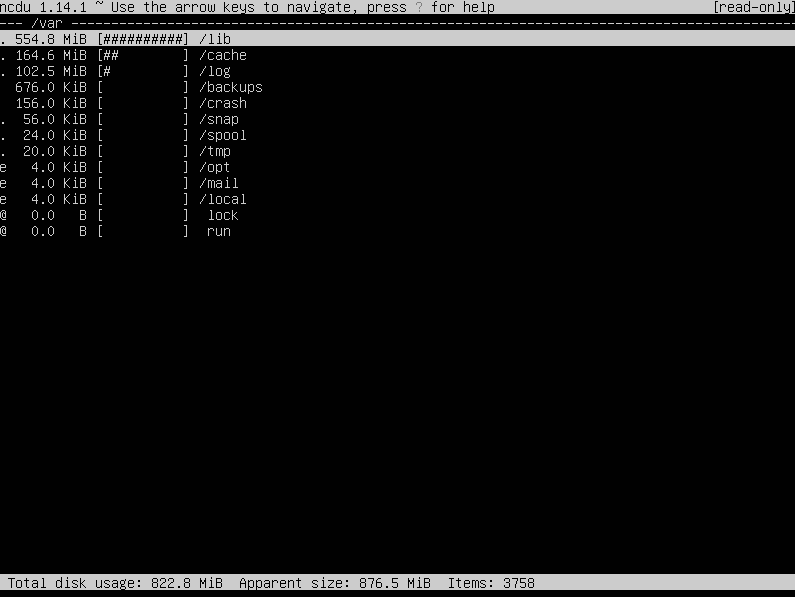 ncdu 1.14.1 ~ Use the arrow keys to navigate, press ? for help [read-only]
--- /var ----------------------------------------------------------------------------------------
. 554.8 MiB [##########] /lib
. 164.6 MiB [## ] /cache
. 102.5 MiB [# ] /log
676.0 KiB [ ] /backups
156.0 KiB [ ] /crash
. 56.0 KiB [ ] /snap
. 24.0 KiB [ ] /spool
. 20.0 KiB [ ] /tmp
e 4.0 KiB [ ] /opt
e 4.0 KiB [ ] /mail
e 4.0 KiB [ ] /local
@ 0.0 B [ ] lock
@ 0.0 B [ ] run
Total disk usage: 822.8 MiB Apparent size: 876.5 MiB Items: 3758